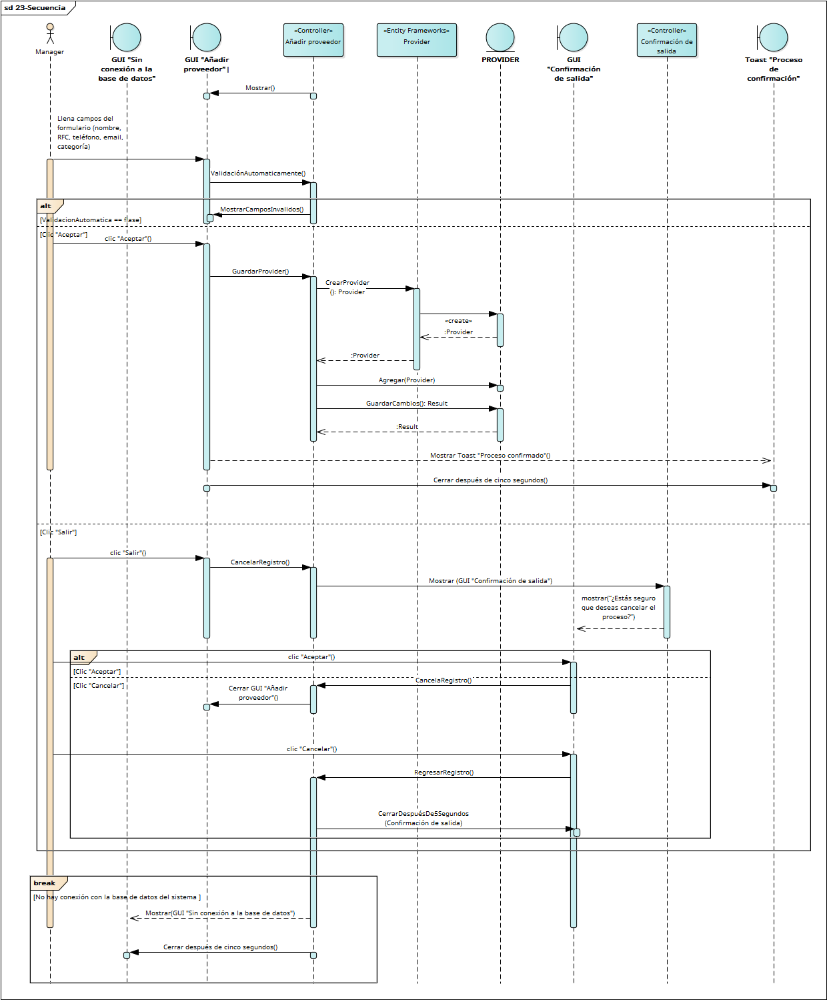 sd 23-Secuencia
Manager
GUI "Sin
conexión a la
base de datos"
GUI "Añadir
proveedor"|
«Controller»
Añadir proveedor
«Entity Frameworks»
Provider
PROVIDER
GUI
"Confirmación
de salida"
«Controller»
Confirmación de
salida
Toast "Proceso
de
confirmación"
Mostrar()
Llena campos del
formulario (nombre,
RFC, teléfono, email,
categoría)
ValidaciónAutomaticamente()
alt
MostrarCamposInvalidos()
[ValidacionAutomatica == flase]
[Clic "Aceptar"]
clic "Aceptar"()
GuardarProvider()
CrearProvider
(): Provider
«create»
:Provider
:Provider
Agregar(Provider)
GuardarCambios(): Result
:Result
Mostrar Toast "Proceso confirmado"()
Cerrar después de cinco segundos()
[Clic "Salir"]
clic "Salir"()
CancelarRegistro()
Mostrar (GUI "Confirmación de salida")
mostrar("¿Estás seguro
que deseas cancelar el
proceso?")
alt
clic "Aceptar"()
[Clic "Aceptar"]
CancelaRegistro()
[Clic "Cancelar"]
Cerrar GUI "Añadir
proveedor"()
clic "Cancelar"()
RegresarRegistro()
CerrarDespuésDe5Segundos
(Confirmación de salida)
break
[No hay conexión con la base de datos del sistema ]
Mostrar(GUI "Sin conexión a la base de datos")
Cerrar después de cinco segundos()